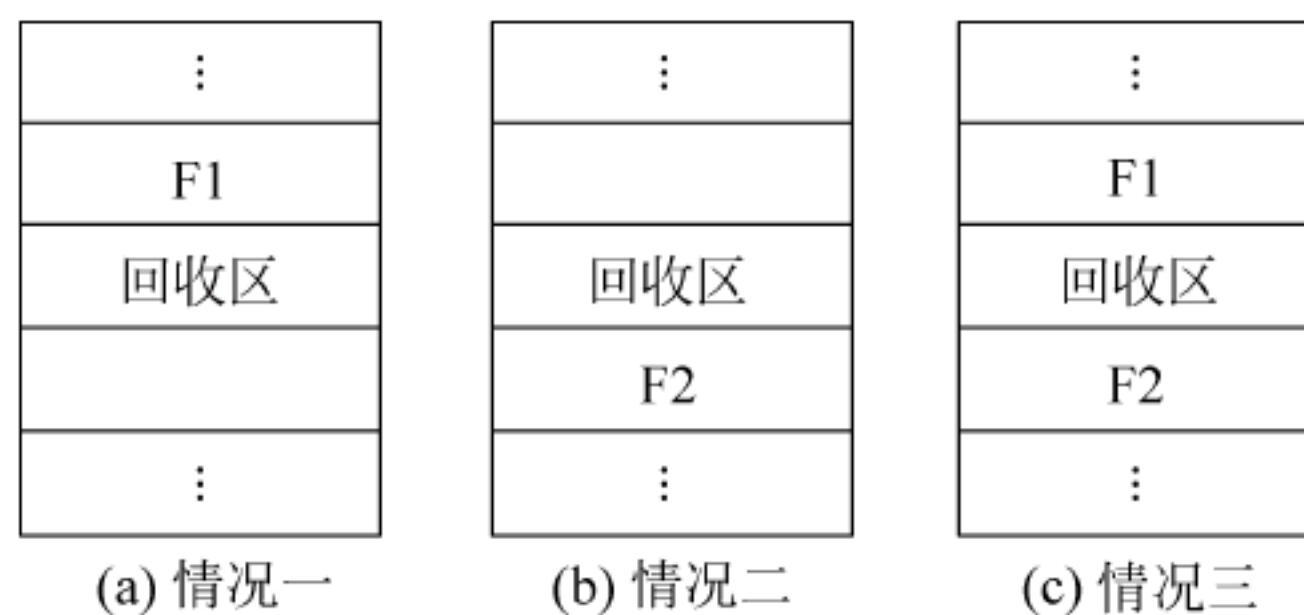 ⋮ ⋮ ⋮
F1 F1
回收区 回收区 回收区
F2 F2
⋮ ⋮ ⋮
(a) 情况一 (b) 情况二 (c) 情况三